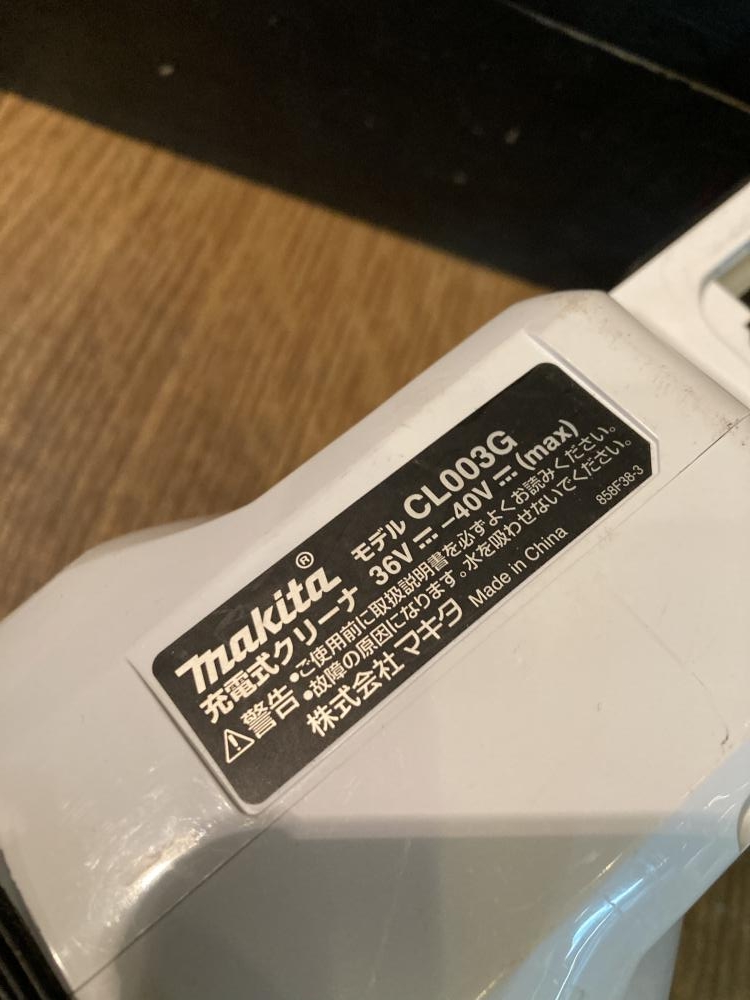 makita® モデル CL003G
充電式クリーナ 36V⎓–40V⎓(max)
⚠警告 •ご使用前に取扱説明書を必ずよくお読みください。
•故障の原因になります。水を吸わせないでください。
株式会社 マキタ Made in China 858F38-3